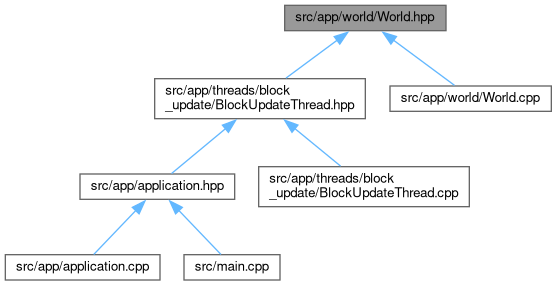 src/app/world/World.hpp
src/app/threads/block
_update/BlockUpdateThread.hpp
src/app/world/World.cpp
src/app/application.hpp
src/app/threads/block
_update/BlockUpdateThread.cpp
src/app/application.cpp
src/main.cpp